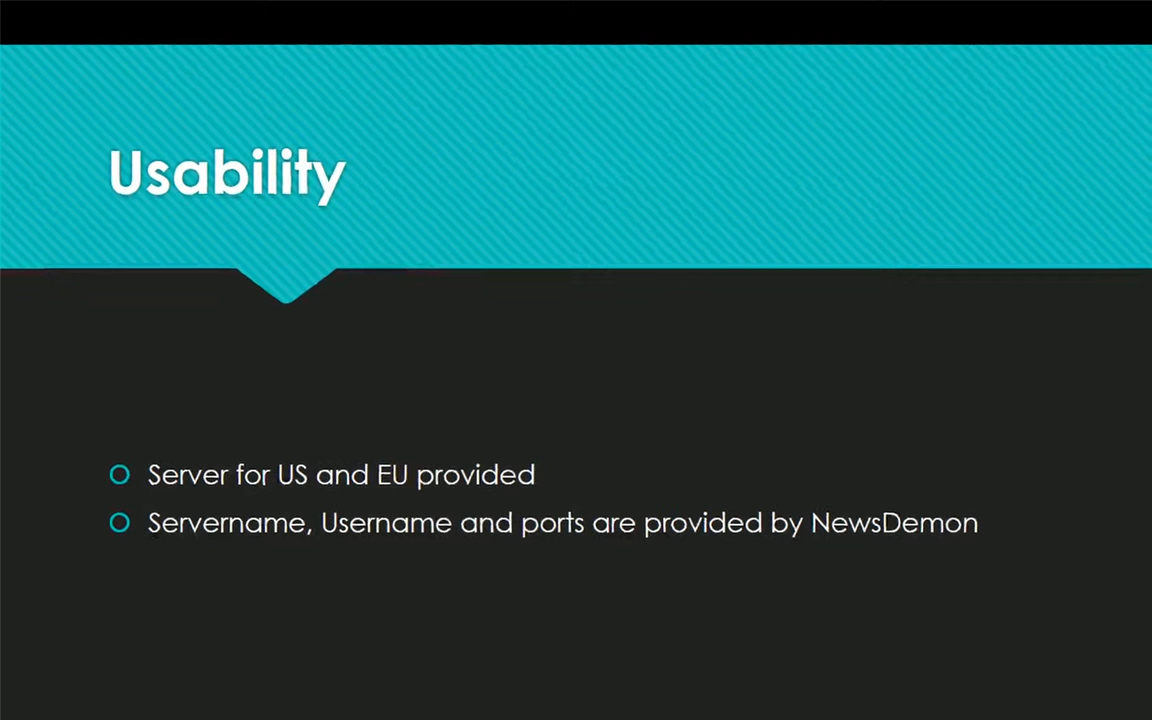 Usability
Server for US and EU provided
Servername, Username and ports are provided by NewsDemon